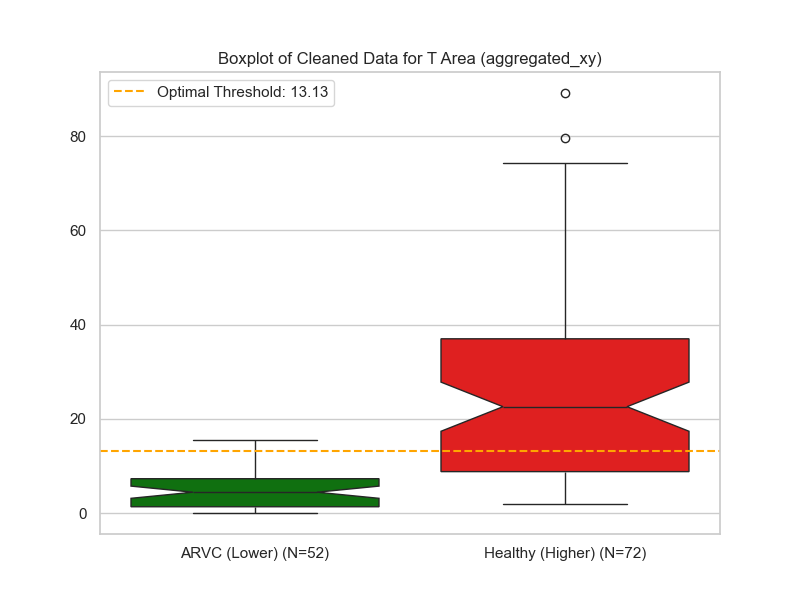 Boxplot of Cleaned Data for T Area (aggregated_xy)
Optimal Threshold: 13.13
80
60
40
20
0
ARVC (Lower) (N=52)
Healthy (Higher) (N=72)